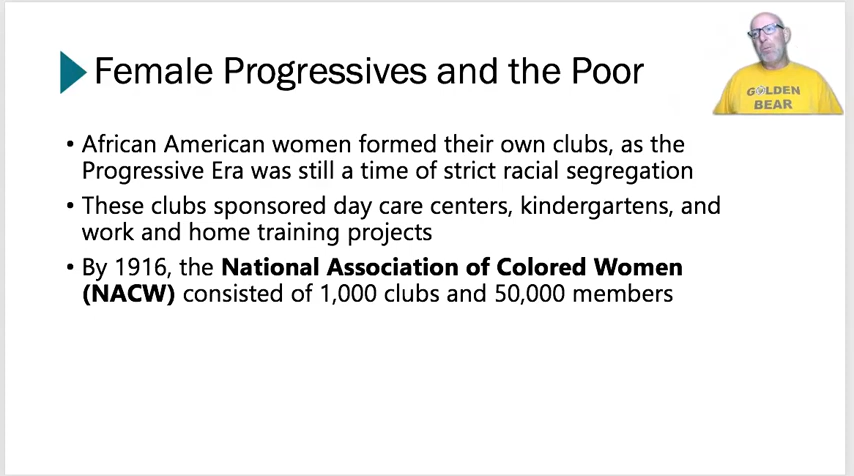 Female Progressives and the Poor
GOLDEN
BEAR
• African American women formed their own clubs, as the
Progressive Era was still a time of strict racial segregation
• These clubs sponsored day care centers, kindergartens, and
work and home training projects
• By 1916, the National Association of Colored Women
(NACW) consisted of 1,000 clubs and 50,000 members